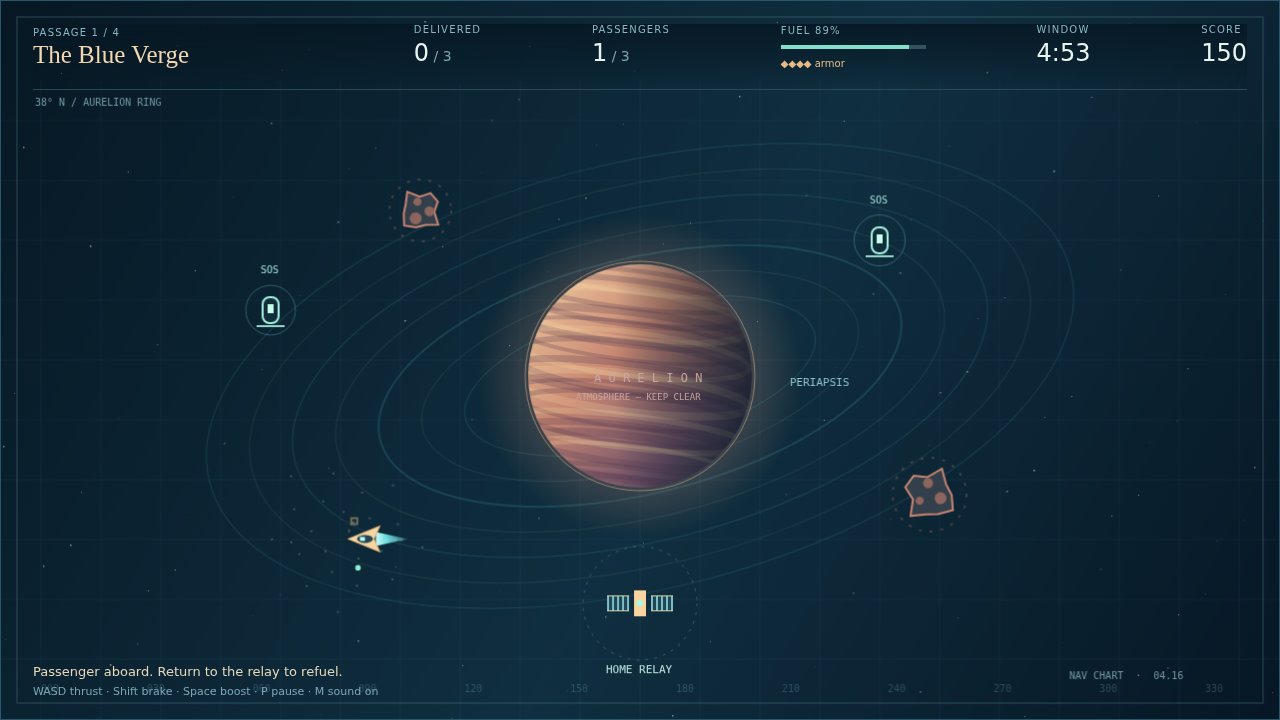 PASSAGE 1 / 4
The Blue Verge
DELIVERED
0 / 3
PASSENGERS
1 / 3
FUEL 89%
◆◆◆◆ armor
WINDOW
4:53
SCORE
150
38° N / AURELION RING
SOS
SOS
AURELION
ATMOSPHERE — KEEP CLEAR
PERIAPSIS
HOME RELAY
Passenger aboard. Return to the relay to refuel.
WASD thrust · Shift brake · Space boost · P pause · M sound on
NAV CHART · 04.16
120 150 180 210 240 270 300 330